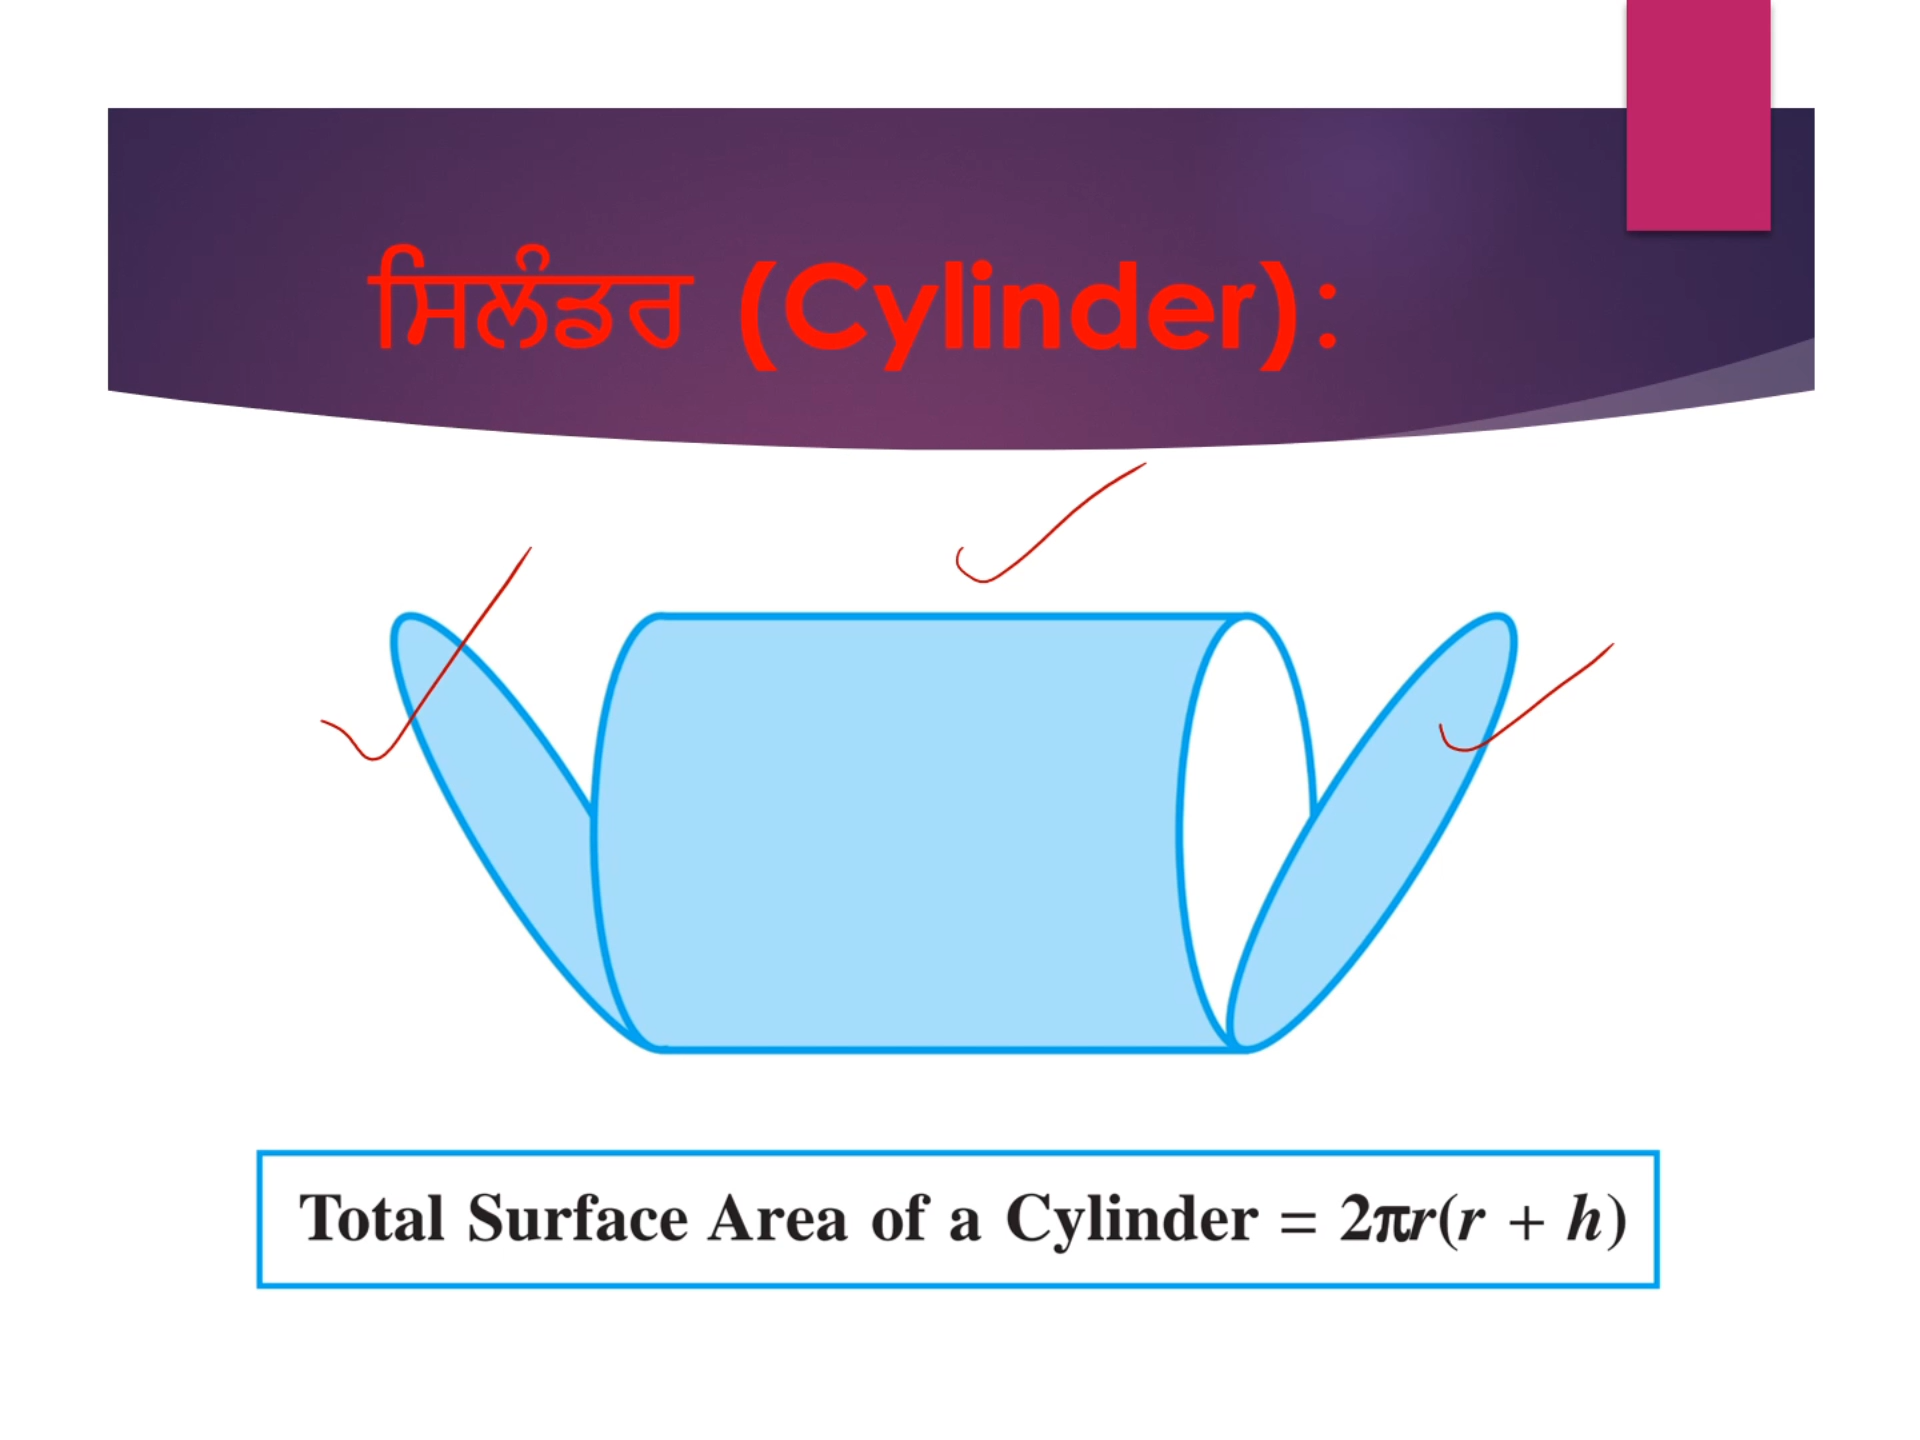 ਸਿਲੰਡਰ (Cylinder):
Total Surface Area of a Cylinder = 2πr(r + h)